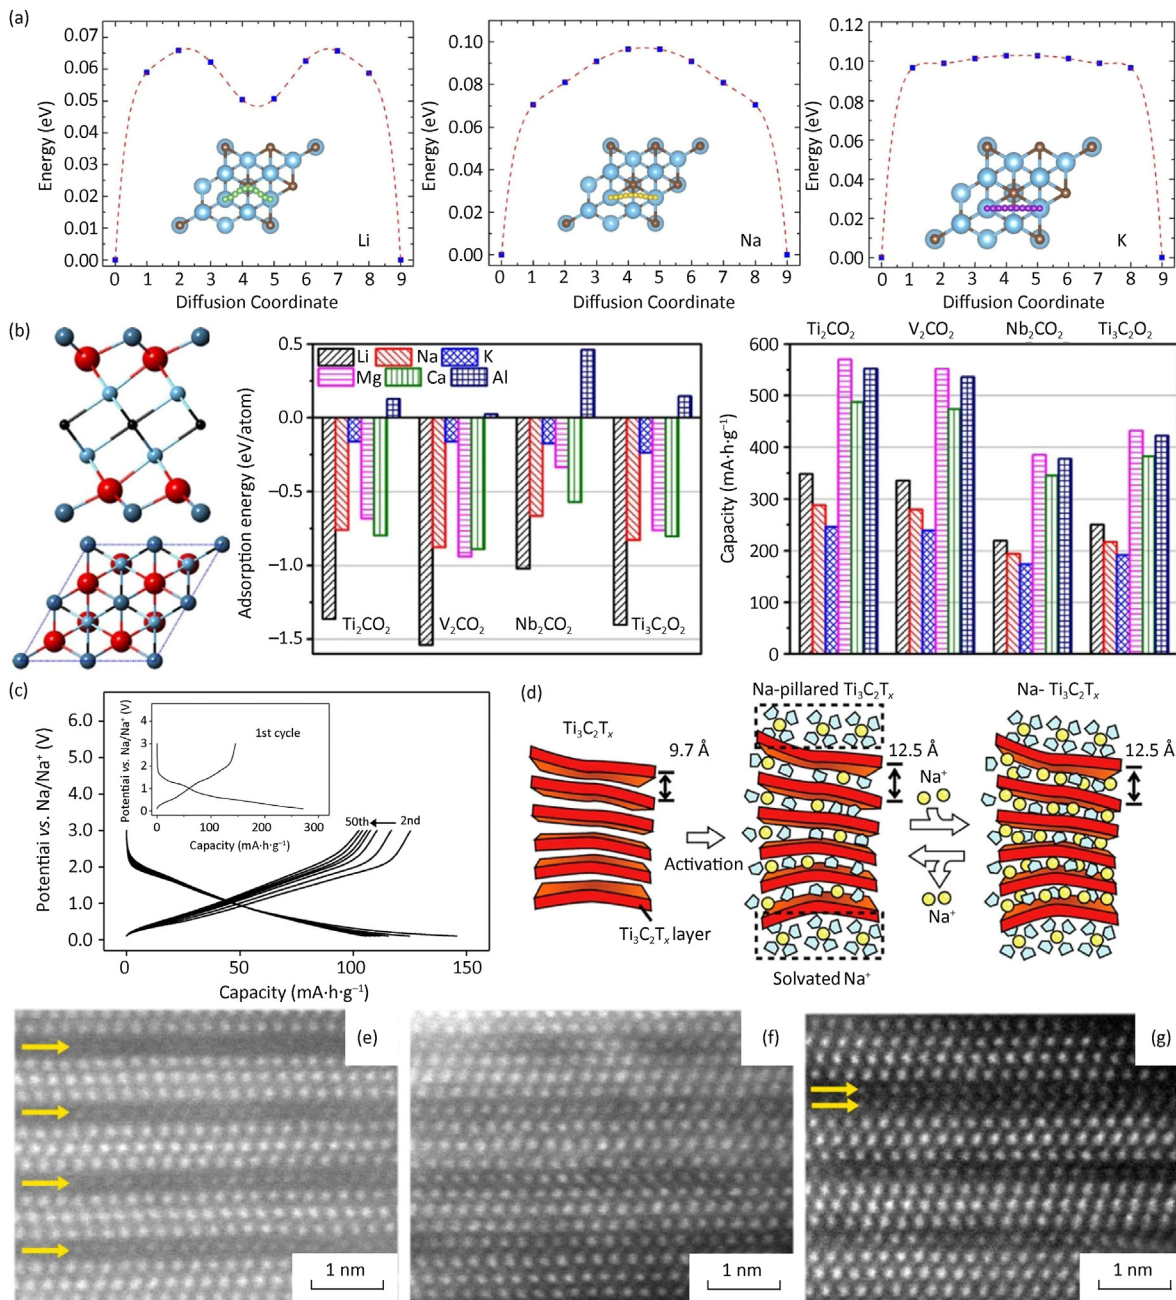 (a)
0.07
0.06
0.05
0.04
0.03
0.02
0.01
0.00
Energy (eV)
0 1 2 3 4 5 6 7 8 9
Diffusion Coordinate
Li
0.10
0.08
0.06
0.04
0.02
0.00
Energy (eV)
0 1 2 3 4 5 6 7 8 9
Diffusion Coordinate
Na
0.12
0.10
0.08
0.06
0.04
0.02
0.00
Energy (eV)
0 1 2 3 4 5 6 7 8 9
Diffusion Coordinate
K
(b)
0.5
0.0
−0.5
−1.0
−1.5
Adsorption energy (eV/atom)
Li Na K
Mg Ca Al
Ti₂CO₂ V₂CO₂ Nb₂CO₂ Ti₃C₂O₂
Ti₂CO₂ V₂CO₂ Nb₂CO₂ Ti₃C₂O₂
600
500
400
300
200
100
0
Capacity (mA·h·g⁻¹)
(c)
6.0
5.0
4.0
3.0
2.0
1.0
0.0
Potential vs. Na/Na⁺ (V)
0 50 100 150
Capacity (mA·h·g⁻¹)
50th 2nd
4
3
2
1
0
Potential vs. Na/Na⁺ (V)
1st cycle
0 100 200 300
Capacity (mA·h·g⁻¹)
(d)
Ti₃C₂Tₓ
9.7 Å
Ti₃C₂Tₓ layer
Activation
Na-pillared Ti₃C₂Tₓ
12.5 Å
Solvated Na⁺
Na⁺
Na⁺
Na- Ti₃C₂Tₓ
12.5 Å
(e)
1 nm
(f)
1 nm
(g)
1 nm